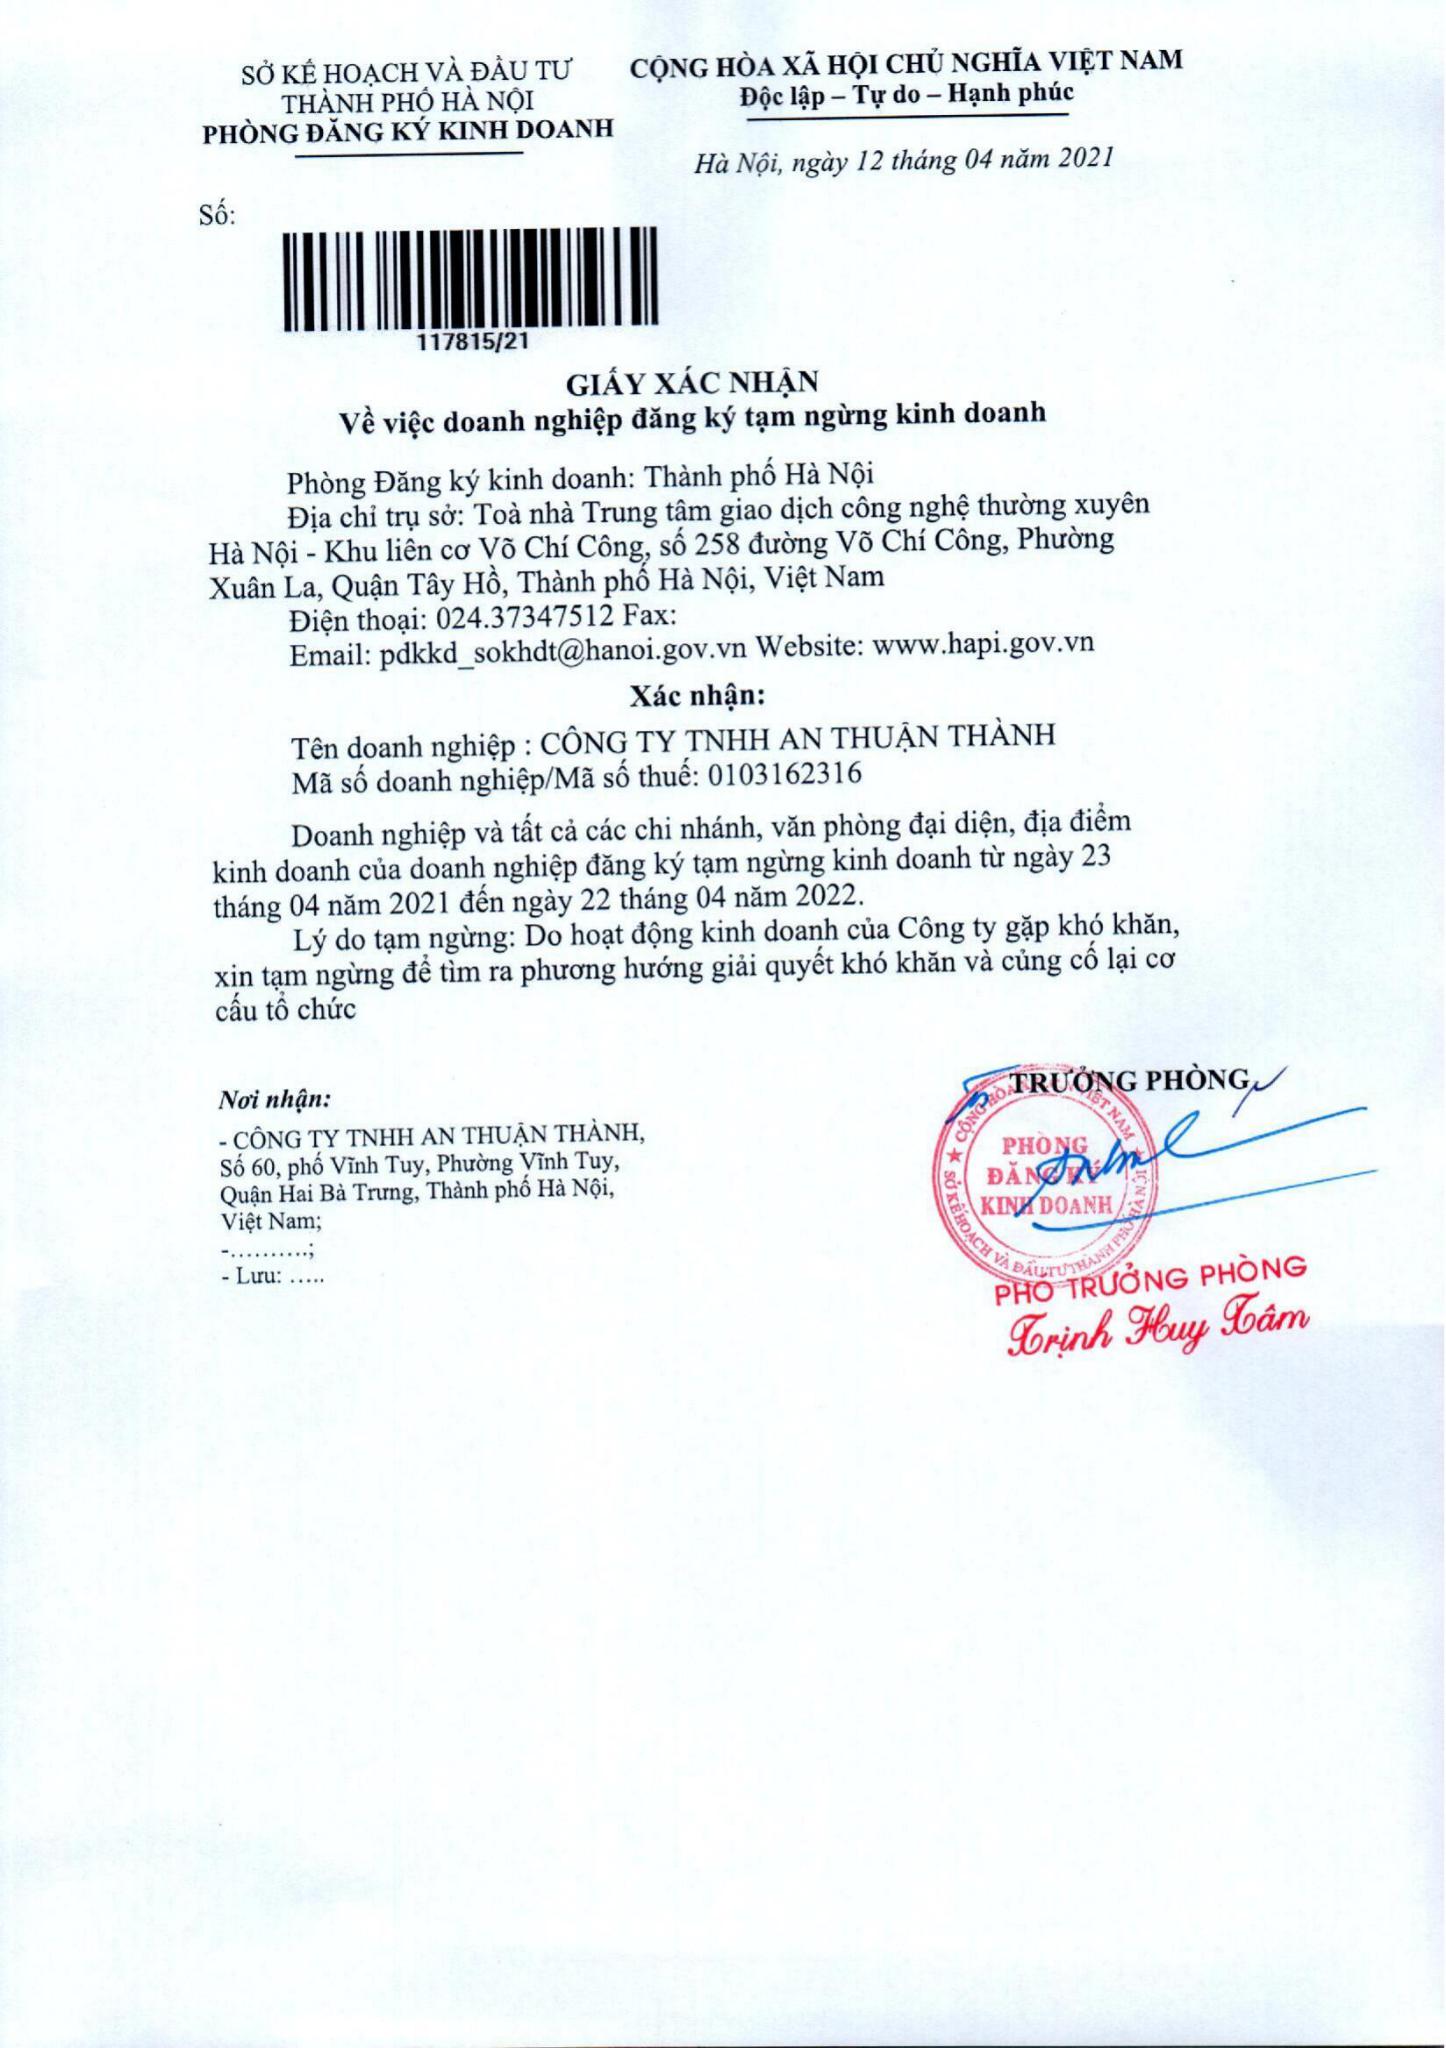 SỞ KẾ HOẠCH VÀ ĐẦU TƯ
THÀNH PHỐ HÀ NỘI
PHÒNG ĐĂNG KÝ KINH DOANH
CỘNG HÒA XÃ HỘI CHỦ NGHĨA VIỆT NAM
Độc lập – Tự do – Hạnh phúc
Hà Nội, ngày 12 tháng 04 năm 2021
Số:
117815/21
GIẤY XÁC NHẬN
Về việc doanh nghiệp đăng ký tạm ngừng kinh doanh
Phòng Đăng ký kinh doanh: Thành phố Hà Nội
Địa chỉ trụ sở: Toà nhà Trung tâm giao dịch công nghệ thường xuyên
Hà Nội - Khu liên cơ Võ Chí Công, số 258 đường Võ Chí Công, Phường
Xuân La, Quận Tây Hồ, Thành phố Hà Nội, Việt Nam
Điện thoại: 024.37347512 Fax:
Email: pdkkd_sokhdt@hanoi.gov.vn Website: www.hapi.gov.vn
Xác nhận:
Tên doanh nghiệp : CÔNG TY TNHH AN THUẬN THÀNH
Mã số doanh nghiệp/Mã số thuế: 0103162316
Doanh nghiệp và tất cả các chi nhánh, văn phòng đại diện, địa điểm
kinh doanh của doanh nghiệp đăng ký tạm ngừng kinh doanh từ ngày 23
tháng 04 năm 2021 đến ngày 22 tháng 04 năm 2022.
Lý do tạm ngừng: Do hoạt động kinh doanh của Công ty gặp khó khăn,
xin tạm ngừng để tìm ra phương hướng giải quyết khó khăn và củng cố lại cơ
cấu tổ chức
Nơi nhận:
- CÔNG TY TNHH AN THUẬN THÀNH,
Số 60, phố Vĩnh Tuy, Phường Vĩnh Tuy,
Quận Hai Bà Trưng, Thành phố Hà Nội,
Việt Nam;
-……….;
- Lưu: …..
TRƯỞNG PHÒNG
CỘNG HÒA VIỆT NAM
PHÒNG
ĐĂNG KÝ
KINH DOANH
SỞ KẾ HOẠCH VÀ ĐẦU TƯ THÀNH PHỐ HÀ NỘI
PHÓ TRƯỞNG PHÒNG
Trịnh Huy Tâm